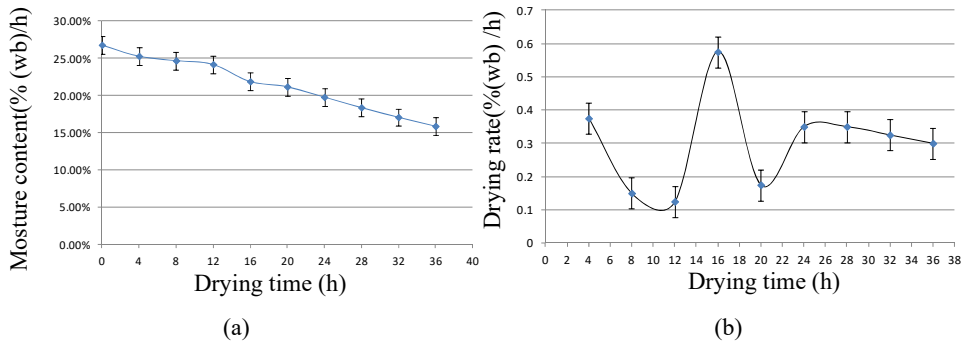 Mosture content(% (wb)/h)
30.00%
25.00%
20.00%
15.00%
10.00%
5.00%
0.00%
0 4 8 12 16 20 24 28 32 36 40
Drying time (h)
(a)
Drying rate(%(wb) /h)
0.7
0.6
0.5
0.4
0.3
0.2
0.1
0
0 2 4 6 8 10 12 14 16 18 20 22 24 26 28 30 32 34 36 38
Drying time (h)
(b)